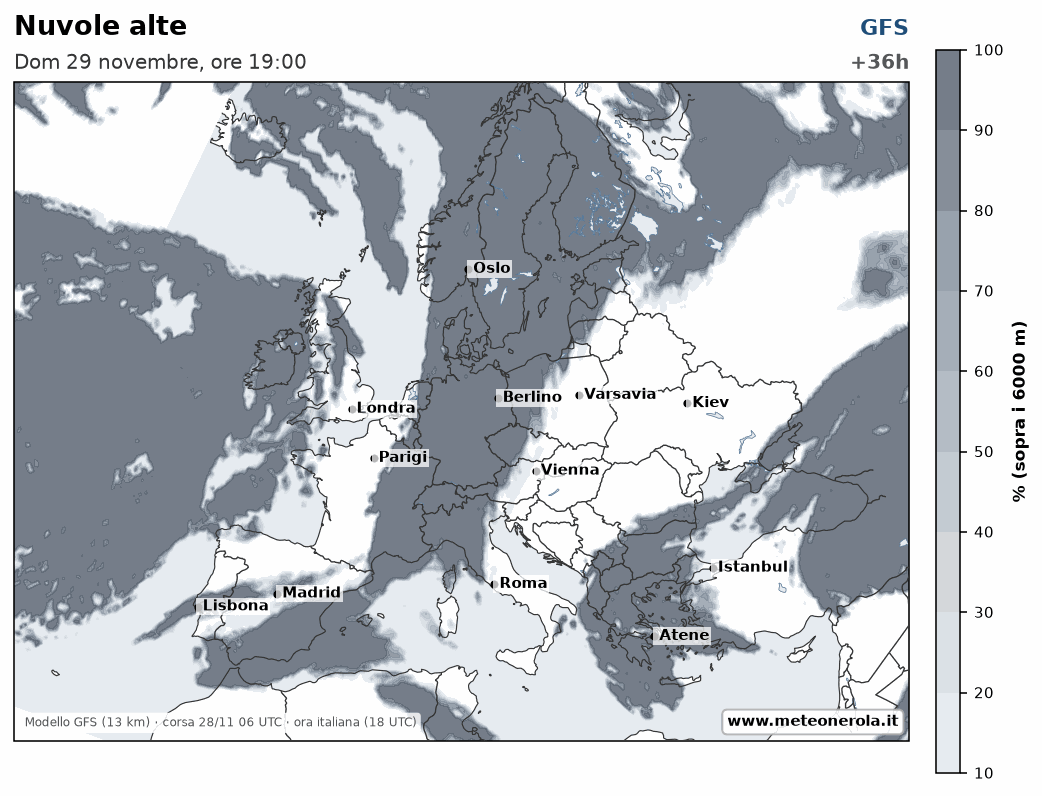 Nuvole alte
GFS
Dom 29 novembre, ore 19:00
+36h
100
90
80
70
60
50
40
30
20
10
% (sopra i 6000 m)
Oslo
Berlino
Varsavia
Kiev
Londra
Parigi
Vienna
Istanbul
Roma
Madrid
Lisbona
Atene
Modello GFS (13 km) · corsa 28/11 06 UTC · ora italiana (18 UTC)
www.meteonerola.it